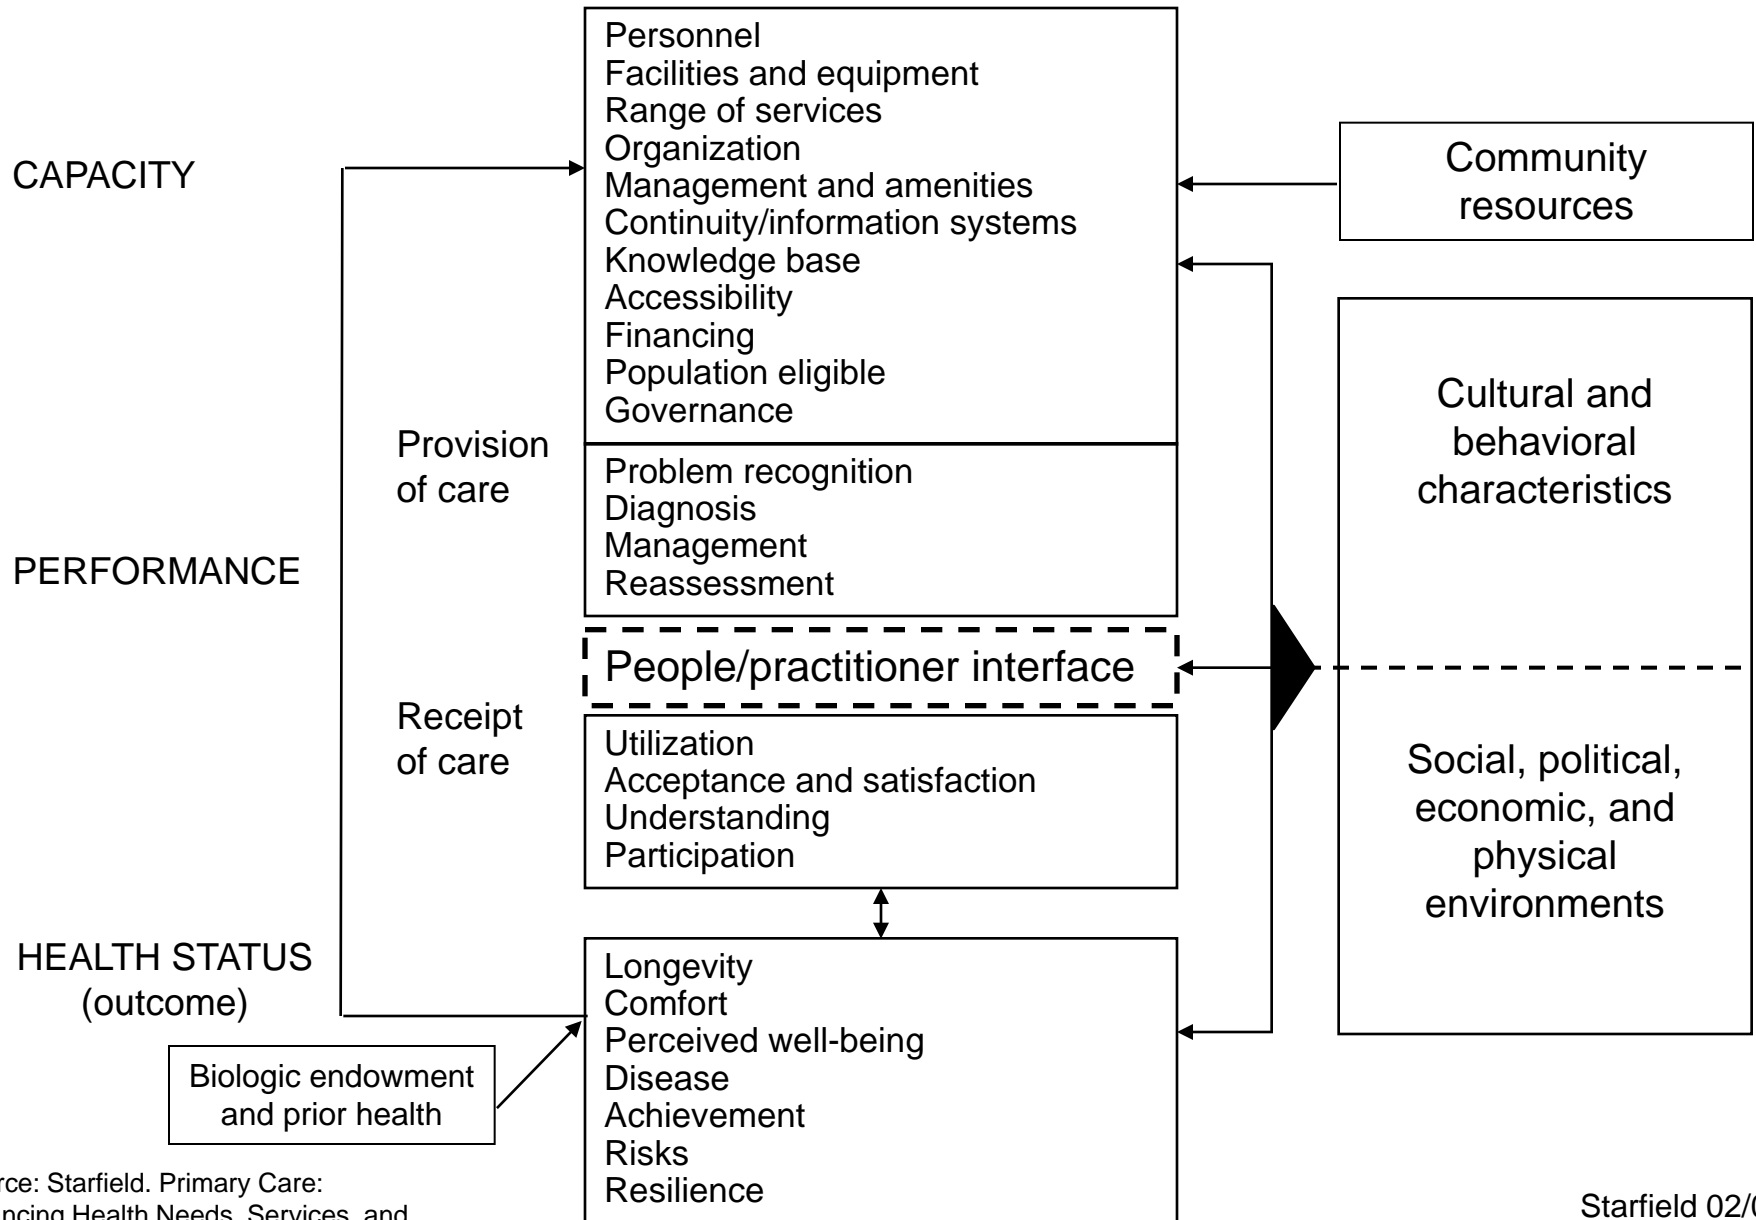 CAPACITY
Personnel
Facilities and equipment
Range of services
Organization
Management and amenities
Continuity/information systems
Knowledge base
Accessibility
Financing
Population eligible
Governance
Community
resources
Provision
of care
PERFORMANCE
Problem recognition
Diagnosis
Management
Reassessment
People/practitioner interface
Receipt
of care
Utilization
Acceptance and satisfaction
Understanding
Participation
Cultural and
behavioral
characteristics
Social, political,
economic, and
physical
environments
HEALTH STATUS
(outcome)
Longevity
Comfort
Perceived well-being
Disease
Achievement
Risks
Resilience
Biologic endowment
and prior health
Starfield. Primary Care:
Health Needs, Services, and
Starfield 02/